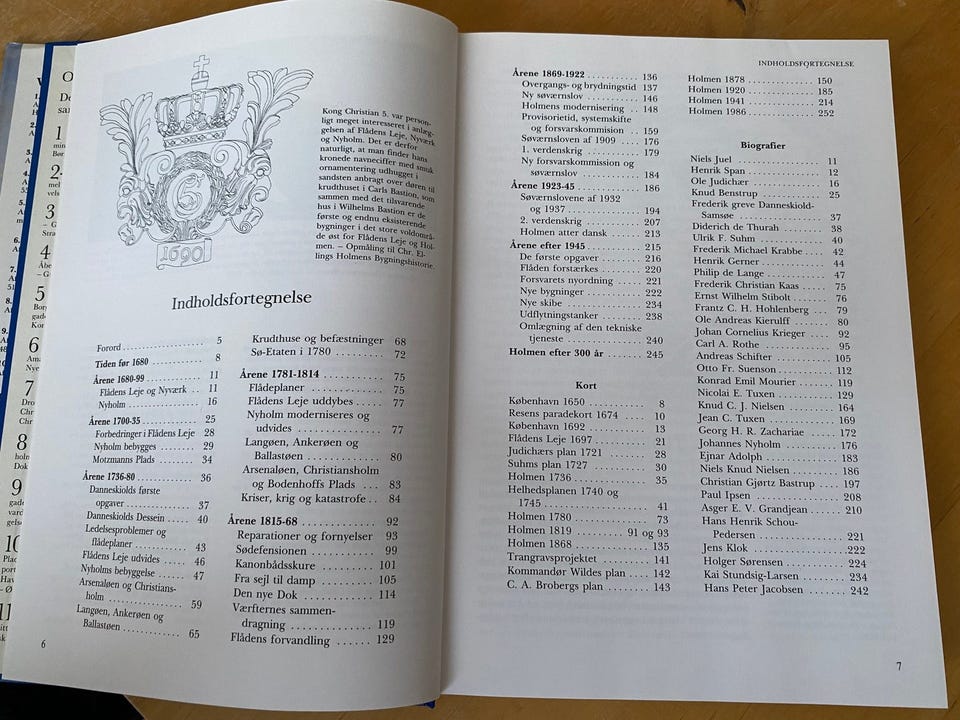 Kong Christian 5. var person-
ligt meget interesseret i anlæg-
gelsen af Flådens Leje, Nyværk
og Nyholm. Det er derfor
naturligt, at man finder hans
kronede navneciffer med smuk
ornamentering udhugget i
sandsten anbragt over døren til
krudthuset i Carls Bastion, som
sammen med det tilsvarende
hus i Wilhelms Bastion er de
første og endnu eksisterende
bygninger i det store voldområ-
de øst for Flådens Leje og Hol-
men. – Opmåling til Chr. El-
lings Holmens Bygningshistorie.
1690
Indholdsfortegnelse
Forord 5
Tiden før 1680 8
Årene 1680-99 11
Flådens Leje og Nyværk 11
Nyholm 21
Årene 1700-35 25
Forbedringer i Flådens Leje 28
Nyholm bebygges 29
Motzmanns Plads 34
Årene 1736-80 36
Danneskiolds første
opgaver 37
Danneskiolds Dessein 40
Ledelsesproblemer og
flådeplaner 43
Flådens Leje udvides 46
Nyholms bebyggelse 47
Arsenaløen og Christians-
holm 59
Langøen, Ankerøen og
Ballastøen 65
6
Krudthuse og befæstninger 68
Sø-Etaten i 1780 72
Årene 1781-1814 75
Flådeplaner 75
Flådens Leje uddybes 77
Nyholm moderniseres og
udvides 77
Langøen, Ankerøen og
Ballastøen 80
Arsenaløen, Christiansholm
og Bodenhoffs Plads 83
Kriser, krig og katastrofe 84
Årene 1815-68 92
Reparationer og fornyelser 93
Sødefensionen 99
Kanonbådsskure 101
Fra sejl til damp 105
Den nye Dok 114
Værfternes sammen-
dragning 119
Flådens forvandling 129
INDHOLDSFORTEGNELSE
Årene 1869-1922 136
Overgangs- og brydningstid 137
Ny søværnslov 146
Holmens modernisering 148
Provisorietid, systemskifte
og forsvarskommission 159
Søværnsloven af 1909 176
1. verdenskrig 179
Ny forsvarskommission og
søværnslov 184
Årene 1923-45 186
Søværnslovene af 1932
og 1937 194
2. verdenskrig 207
Holmen atter dansk 213
Årene efter 1945 215
De første opgaver 216
Flåden forstærkes 220
Forsvarets nyordning 221
Nye bygninger 222
Nye skibe 234
Udflytningstanker 238
Omlægning af den tekniske
tjeneste 240
Holmen efter 300 år 245
Kort
København 1650 8
Resens paradekort 1674 10
København 1692 13
Flådens Leje 1697 21
Judichærs plan 1721 28
Suhms plan 1727 30
Holmen 1736 35
Helhedsplanen 1740 og
1745 41
Holmen 1780 73
Holmen 1819 91 og 93
Holmen 1868 135
Trangravsprojektet 141
Kommandør Wildes plan 142
C. A. Brobergs plan 143
Holmen 1878 150
Holmen 1920 185
Holmen 1941 214
Holmen 1986 252
Biografier
Niels Juel 11
Henrik Span 12
Ole Judichær 16
Knud Benstrup 25
Frederik greve Danneskiold-
Samsøe 37
Diderich de Thurah 38
Ulrik F. Suhm 40
Frederik Michael Krabbe 42
Henrik Gerner 44
Philip de Lange 47
Frederik Christian Kaas 75
Ernst Wilhelm Stibolt 76
Frantz C. H. Hohlenberg 79
Ole Andreas Kierulff 80
Johan Cornelius Krieger 92
Carl A. Rothe 95
Andreas Schifter 105
Otto Fr. Suenson 112
Konrad Emil Mourier 119
Nicolai E. Tuxen 129
Knud C. J. Nielsen 164
Jean C. Tuxen 169
Georg H. R. Zachariae 172
Johannes Nyholm 176
Ejnar Adolph 183
Niels Knud Nielsen 186
Christian Gjørtz Bastrup 197
Paul Ipsen 208
Asger E. V. Grandjean 210
Hans Henrik Schou-
Pedersen 221
Jens Klok 222
Holger Sørensen 224
Kai Stundsig-Larsen 234
Hans Peter Jacobsen 242
7